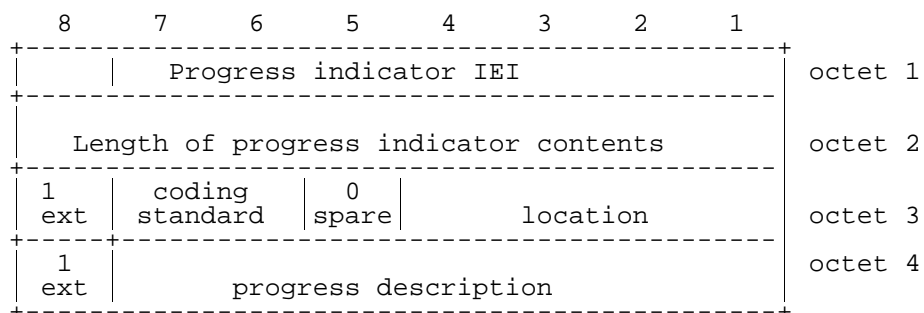 8 7 6 5 4 3 2 1
Progress indicator IEI octet 1
Length of progress indicator contents octet 2
1 coding 0
ext standard spare location octet 3
1 octet 4
ext progress description